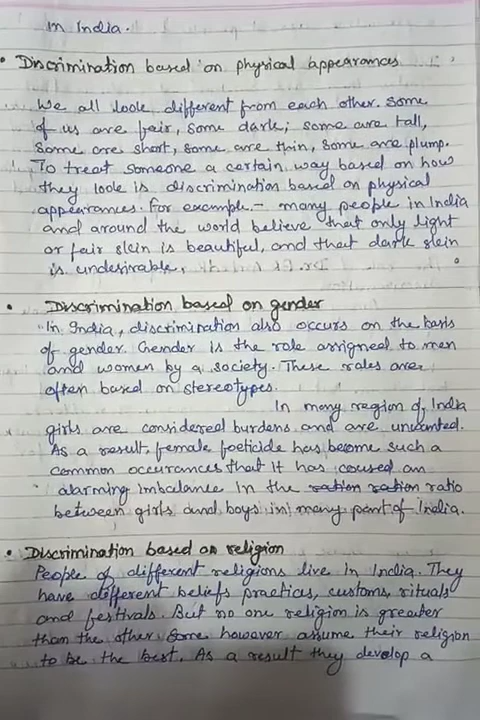 in India.
• Discrimination based on physical appearances
We all look different from each other. Some
of us are fair, some dark; some are tall,
some are short, some are thin, some are plump.
To treat someone a certain way based on how
they look is discrimination based on physical
appearances. For example - many people in India
and around the world believe that only light
or fair skin is beautiful, and that dark skin
is undesirable.
• Discrimination based on gender
In India, discrimination also occurs on the basis
of gender. Gender is the role assigned to men
and women by a society. These roles are
often based on stereotypes.
In many region of India
girls are considered burdens and are unwanted.
As a result, female foeticide has become such a
common occurances that it has caused an
alarming imbalance in the ration ration ratio
between girls and boys in many part of India.
• Discrimination based on religion
People of different religions live in India. They
have different beliefs practices, customs, rituals
and festivals. But no one religion is greater
than the other Some however assume their religion
to be the best. As a result they develop a